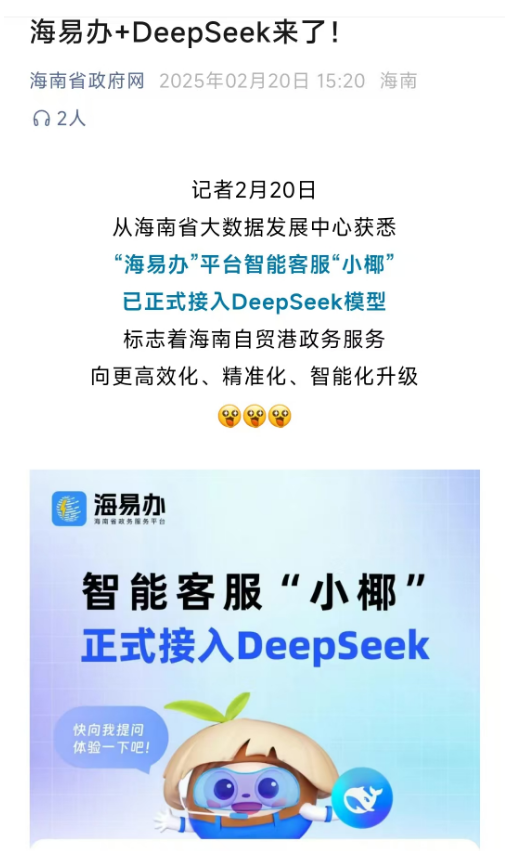 海易办+DeepSeek来了!
海南省政府网 2025年02月20日 15:20 海南
2人
记者2月20日
从海南省大数据发展中心获悉
“海易办”平台智能客服“小椰”
已正式接入DeepSeek模型
标志着海南自贸港政务服务
向更高效化、精准化、智能化升级
海易办
海南省政务服务平台
智能客服“小椰”
正式接入DeepSeek
快向我提问
体验一下吧!